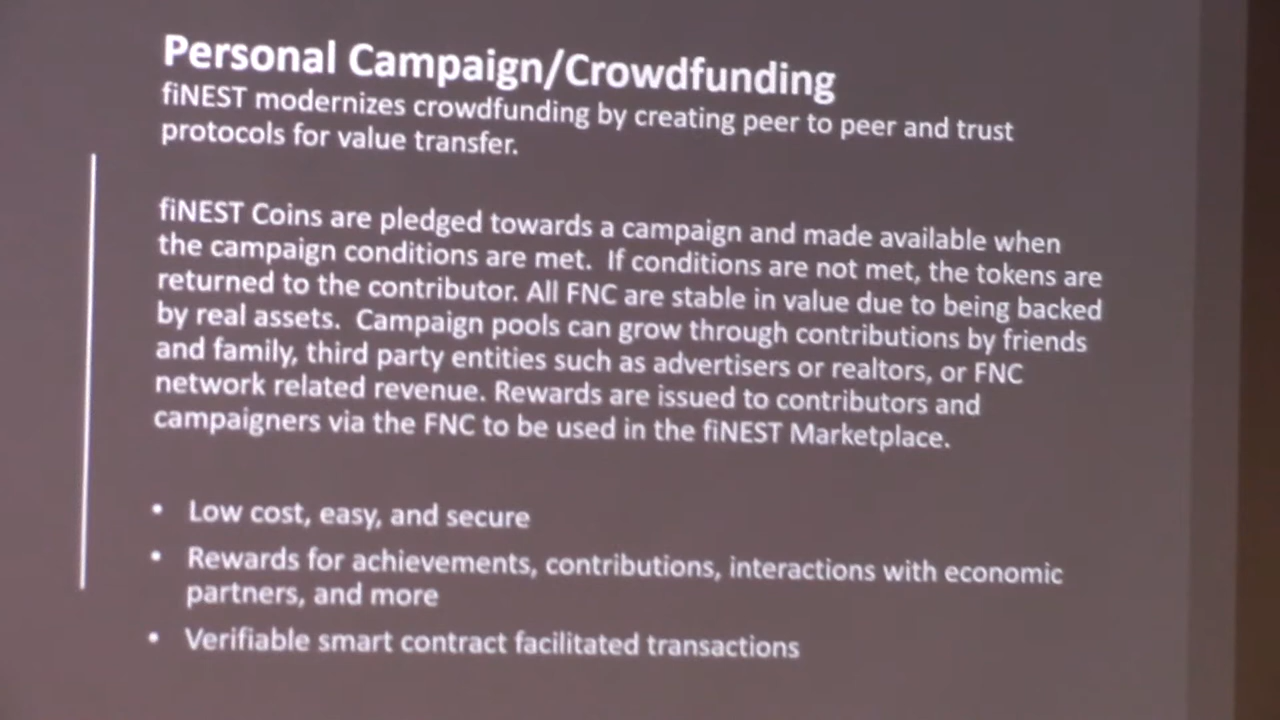 Personal Campaign/Crowdfunding
fiNEST modernizes crowdfunding by creating peer to peer and trust
protocols for value transfer.
fiNEST Coins are pledged towards a campaign and made available when
the campaign conditions are met.  If conditions are not met, the tokens are
returned to the contributor. All FNC are stable in value due to being backed
by real assets.  Campaign pools can grow through contributions by friends
and family, third party entities such as advertisers or realtors, or FNC
network related revenue. Rewards are issued to contributors and
campaigners via the FNC to be used in the fiNEST Marketplace.
• Low cost, easy, and secure
• Rewards for achievements, contributions, interactions with economic
partners, and more
• Verifiable smart contract facilitated transactions